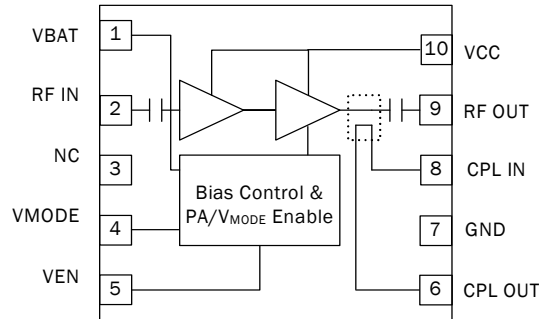 VBAT 1
10 VCC
RF IN 2
9 RF OUT
NC 3
8 CPL IN
Bias Control &
PA/VMODE Enable
VMODE 4
7 GND
VEN 5
6 CPL OUT